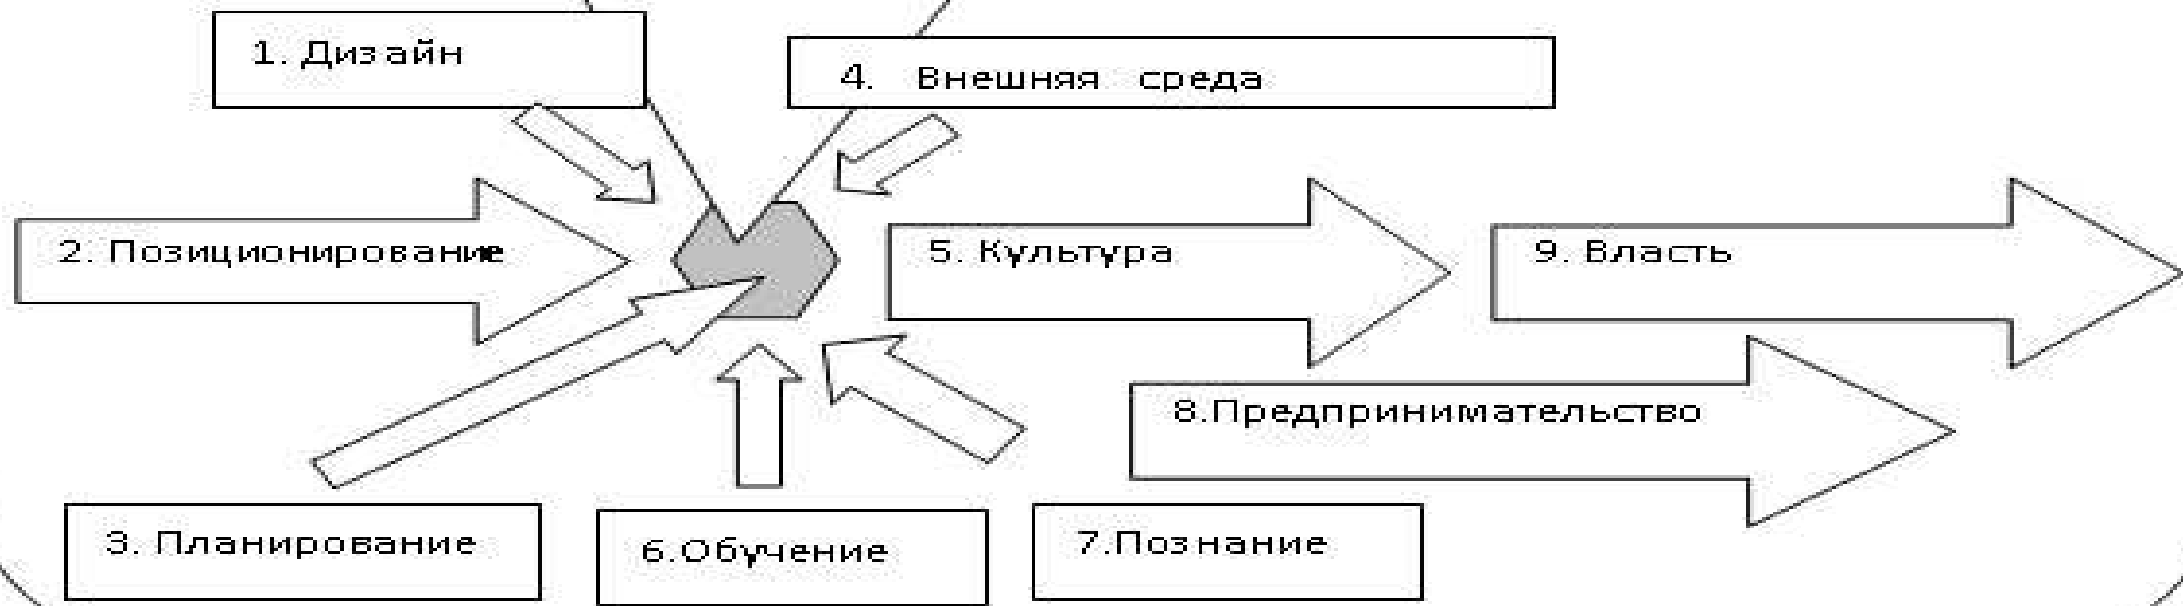 1. Дизайн
4. Внешняя среда
2. Позиционирование
5. Культура
9. Власть
8.Предпринимательство
3. Планирование
6.Обучение
7.Познание